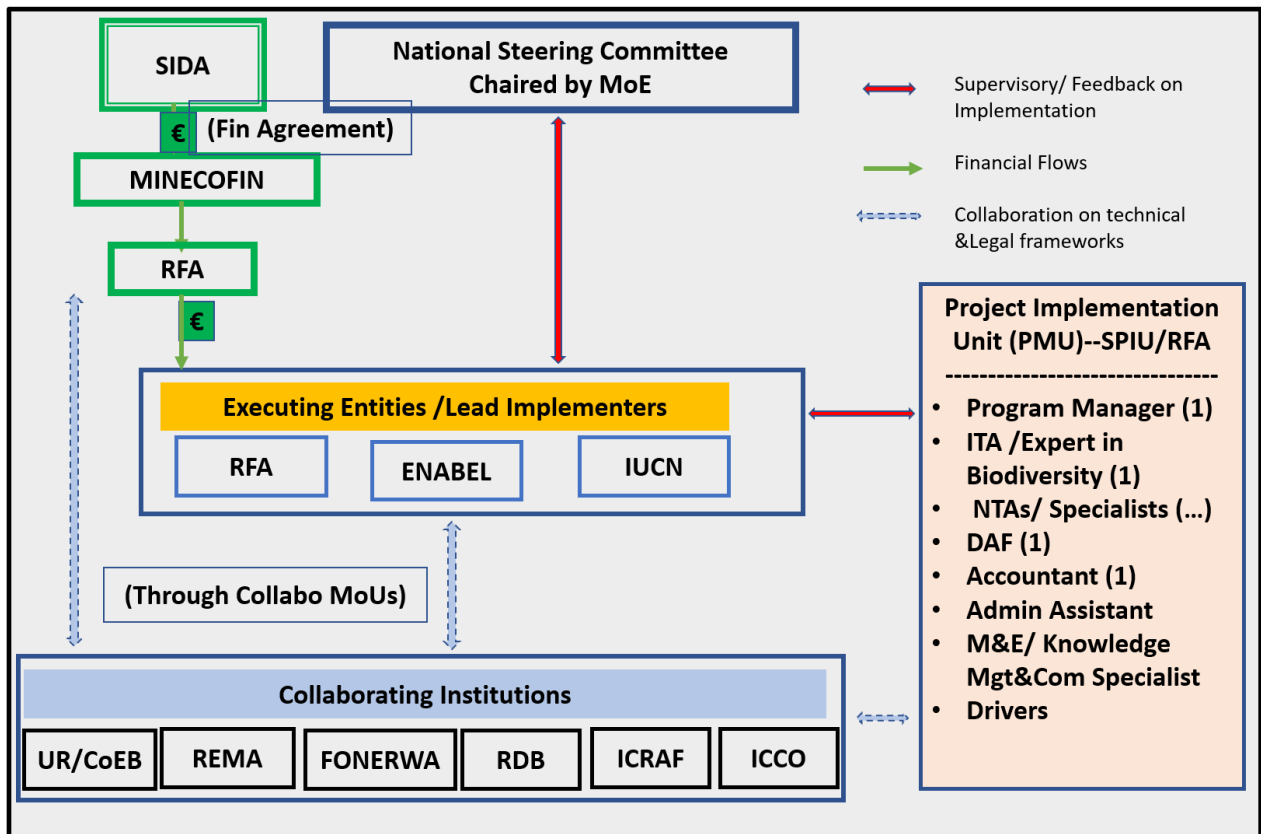 SIDA
National Steering Committee
Chaired by MoE
€
(Fin Agreement)
MINECOFIN
RFA
€
Supervisory/ Feedback on
Implementation
Financial Flows
Collaboration on technical
&Legal frameworks
Executing Entities /Lead Implementers
RFA
ENABEL
IUCN
(Through Collabo MoUs)
Collaborating Institutions
UR/CoEB
REMA
FONERWA
RDB
ICRAF
ICCO
Project Implementation
Unit (PMU)--SPIU/RFA
--------------------------------
• Program Manager (1)
• ITA /Expert in
Biodiversity (1)
• NTAs/ Specialists (...)
• DAF (1)
• Accountant (1)
• Admin Assistant
• M&E/ Knowledge
Mgt&Com Specialist
• Drivers